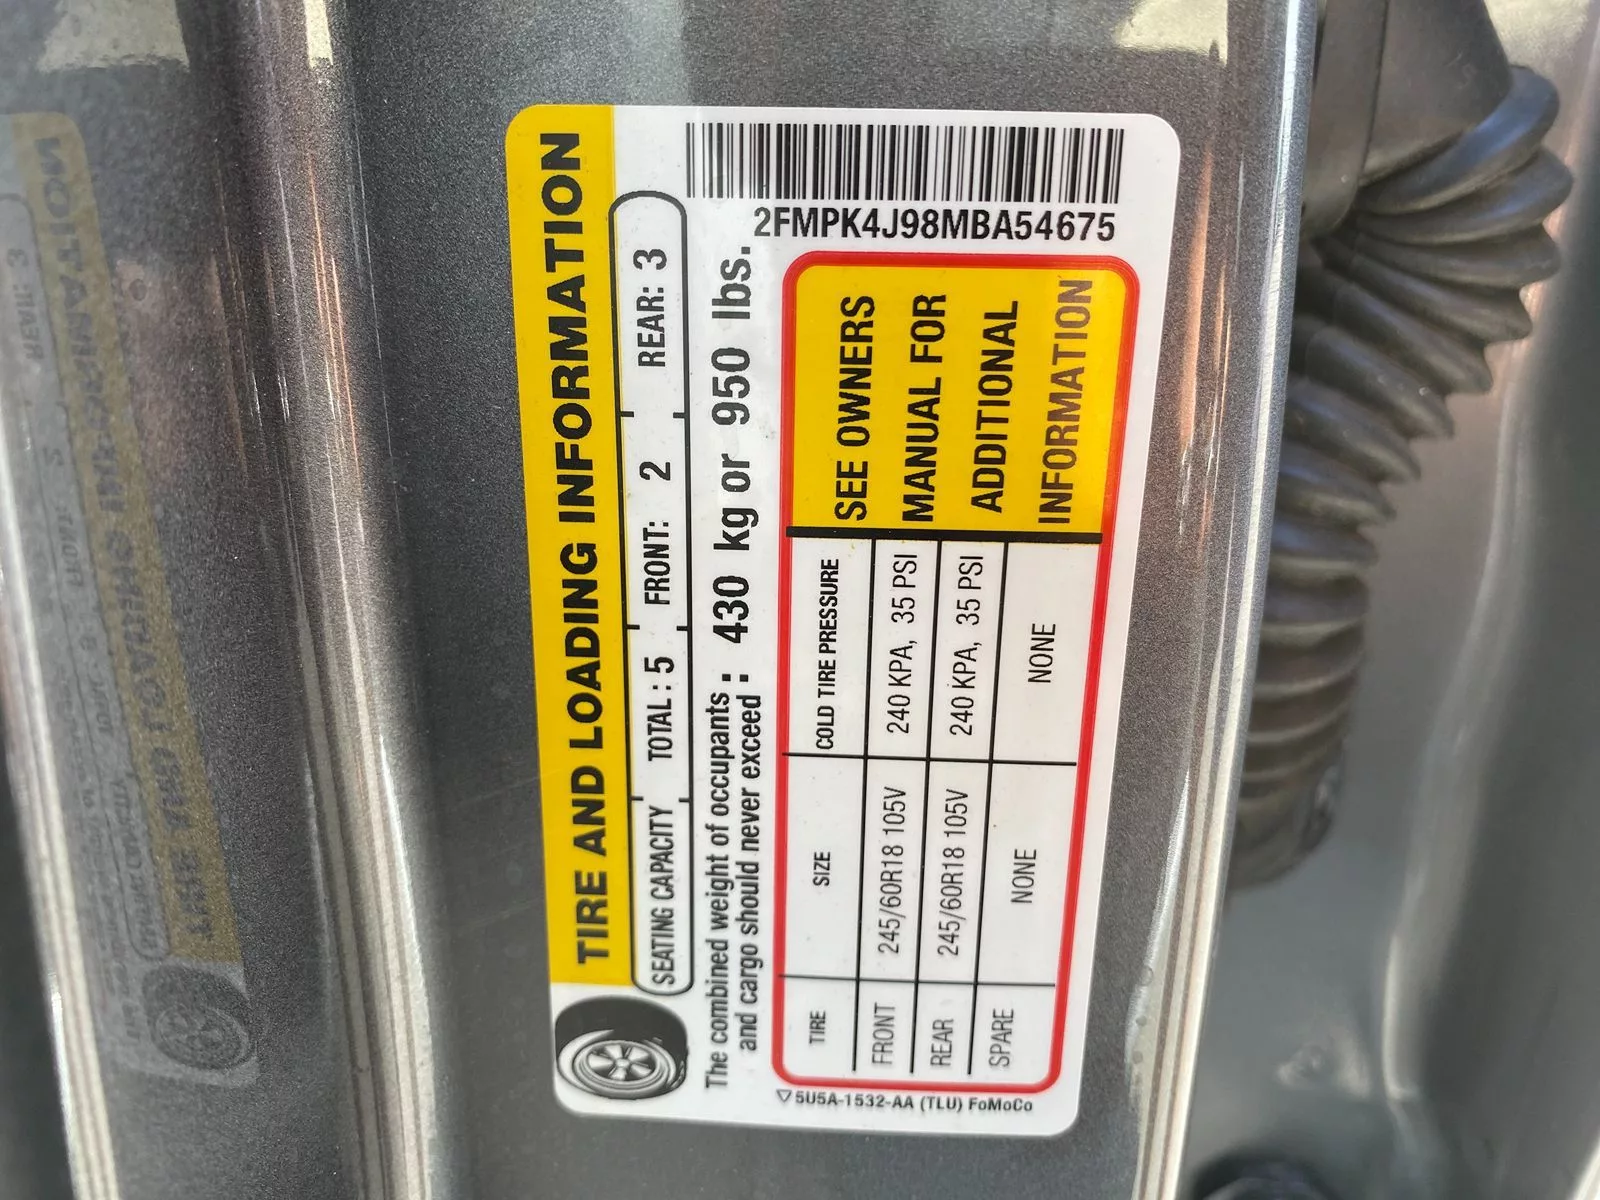 TIRE AND LOADING INFORMATION
SEATING CAPACITY TOTAL: 5 FRONT: 2 REAR: 3
The combined weight of occupants :
and cargo should never exceed : 430 kg or 950 lbs.
2FMPK4J98MBA54675
TIRE SIZE COLD TIRE PRESSURE
FRONT 245/60R18 105V 240 KPA, 35 PSI
REAR 245/60R18 105V 240 KPA, 35 PSI
SPARE NONE NONE
SEE OWNERS
MANUAL FOR
ADDITIONAL
INFORMATION
5U5A-1532-AA (TLU) FoMoCo